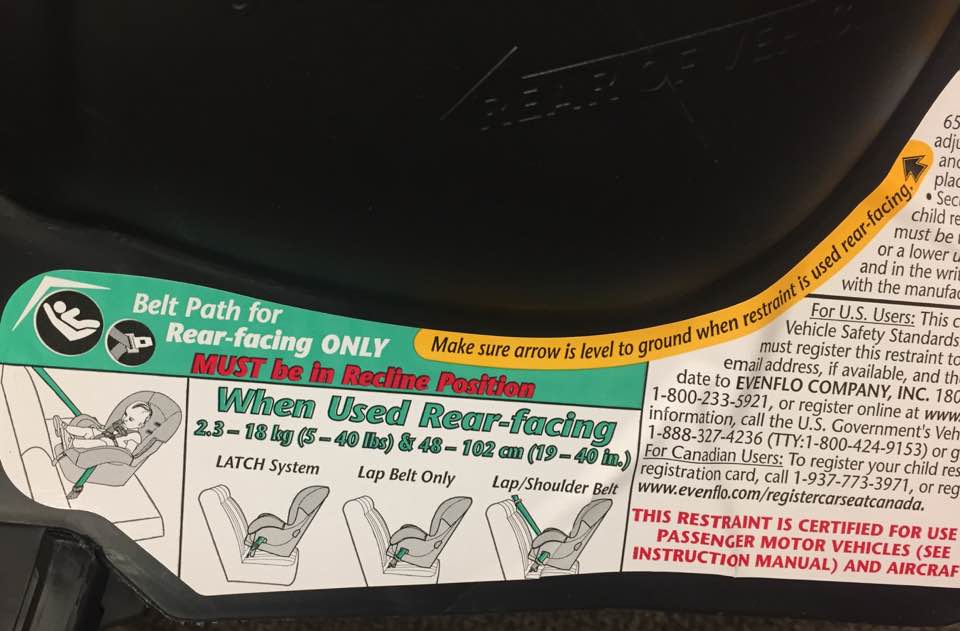 REAR OF VEHIC
Belt Path for
Rear-facing ONLY
Make sure arrow is level to ground when restraint is used rear-facing.
MUST be in Recline Position
When Used Rear-facing
2.3 – 18 kg (5 – 40 lbs) & 48 – 102 cm (19 – 40 in.)
LATCH System
Lap Belt Only
Lap/Shoulder Belt
65
adju
and
plac
• Secu
child re
must be
or a lower
and in the writ
with the manufac
For U.S. Users: This c
Vehicle Safety Standards
must register this restraint to
email address, if available, and th
date to EVENFLO COMPANY, INC. 180
1-800-233-5921, or register online at www.
information, call the U.S. Government's Veh
1-888-327-4236 (TTY:1-800-424-9153) or g
For Canadian Users: To register your child res
registration card, call 1-937-773-3971, or reg
www.evenflo.com/registercarseatcanada.
THIS RESTRAINT IS CERTIFIED FOR USE
PASSENGER MOTOR VEHICLES (SEE
INSTRUCTION MANUAL) AND AIRCRAF